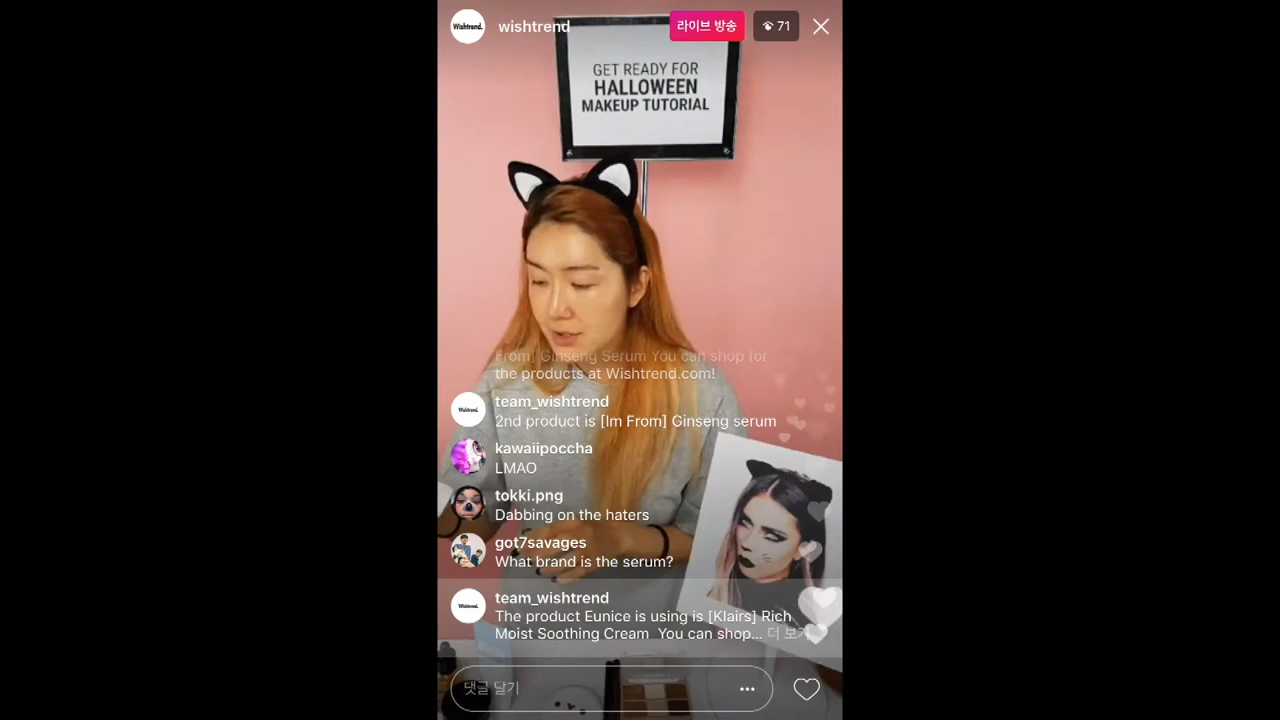 Wishtrend.
wishtrend
라이브 방송
71
GET READY FOR
HALLOWEEN
MAKEUP TUTORIAL
From] Ginseng Serum You can shop for
the products at Wishtrend.com!
Wishtrend.
team_wishtrend
2nd product is [Im From] Ginseng serum
kawaiipoccha
LMAO
tokki.png
Dabbing on the haters
got7savages
What brand is the serum?
Wishtrend.
team_wishtrend
The product Eunice is using is [Klairs] Rich
Moist Soothing Cream You can shop... 더 보기
댓글 달기